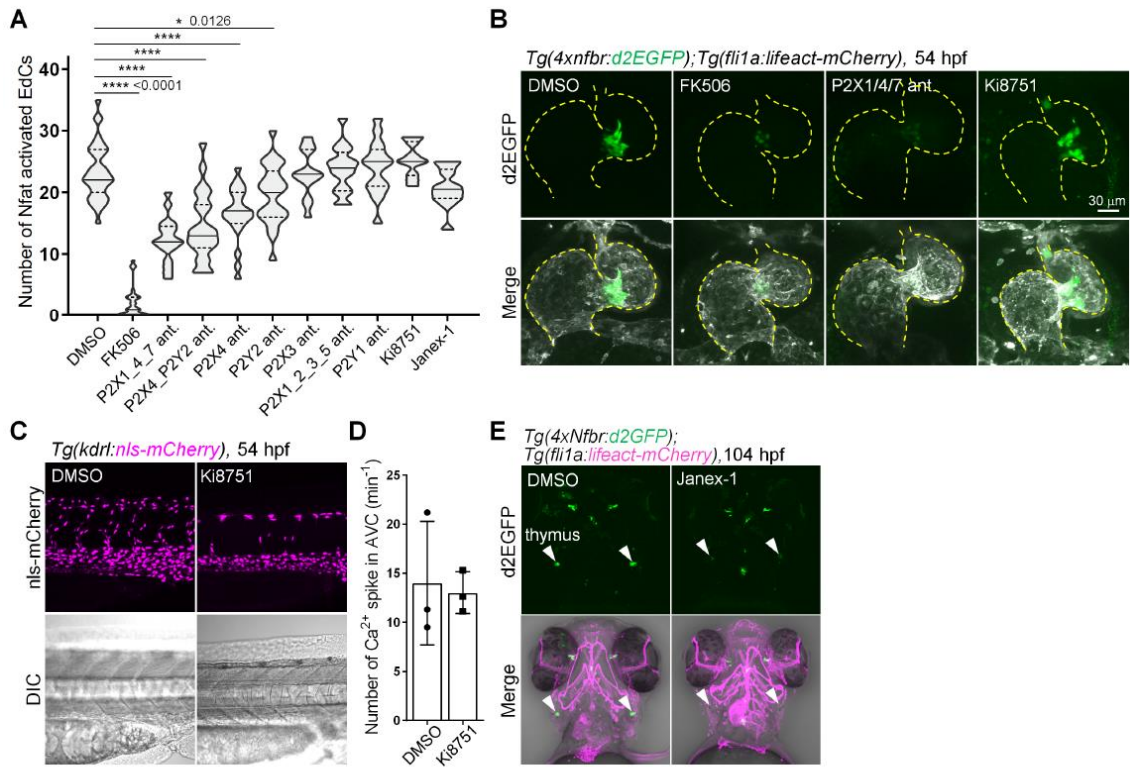 A
* 0.0126
****
****
****
**** <0.0001
Number of Nfat activated EdCs
40
30
20
10
0
DMSO
FK506
P2X1_4_7 ant.
P2X4_P2Y2 ant.
P2X4 ant.
P2Y2 ant.
P2X3 ant.
P2X1_2_3_5 ant.
P2Y1 ant.
Ki8751
Janex-1
B
Tg(4xnfbr:d2EGFP);Tg(fli1a:lifeact-mCherry), 54 hpf
DMSO
FK506
P2X1/4/7 ant.
Ki8751
d2EGFP
30 μm
Merge
C
Tg(kdrl:nls-mCherry), 54 hpf
DMSO
Ki8751
nls-mCherry
DIC
D
Number of Ca2+ spike in AVC (min-1)
25
20
15
10
5
0
DMSO
Ki8751
E
Tg(4xNfbr:d2GFP);
Tg(fli1a:lifeact-mCherry),104 hpf
DMSO
Janex-1
d2EGFP
thymus
Merge